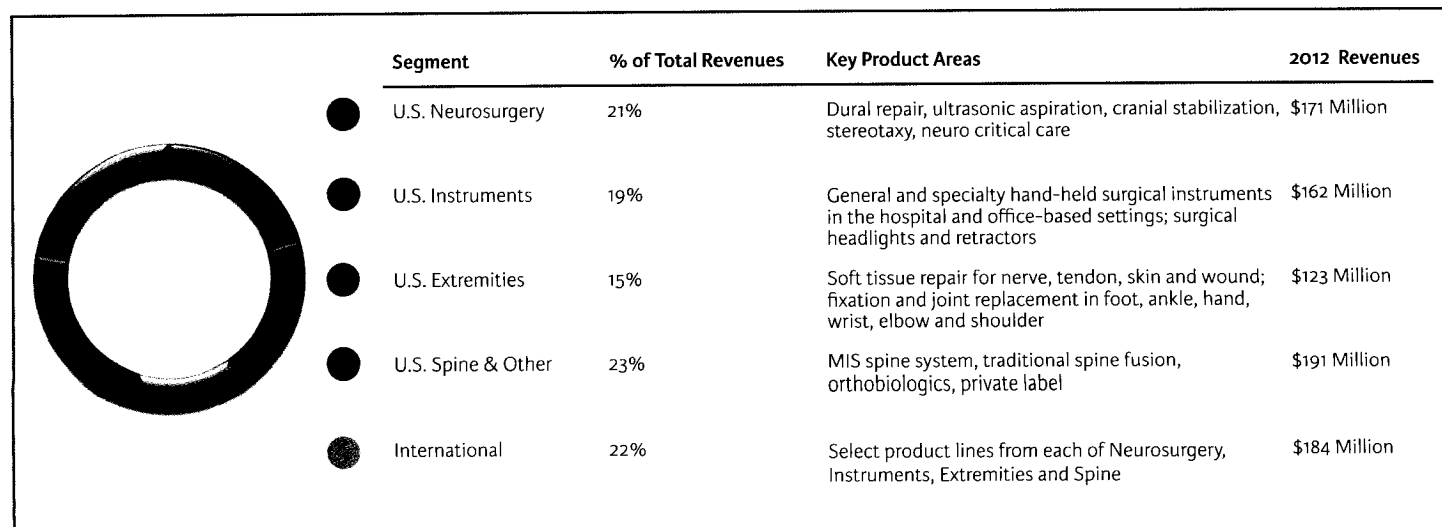 Segment % of Total Revenues Key Product Areas 2012 Revenues
U.S. Neurosurgery 21% Dural repair, ultrasonic aspiration, cranial stabilization, $171 Million
stereotaxy, neuro critical care
U.S. Instruments 19% General and specialty hand-held surgical instruments $162 Million
in the hospital and office-based settings; surgical
headlights and retractors
U.S. Extremities 15% Soft tissue repair for nerve, tendon, skin and wound; $123 Million
fixation and joint replacement in foot, ankle, hand,
wrist, elbow and shoulder
U.S. Spine & Other 23% MIS spine system, traditional spine fusion, $191 Million
orthobiologics, private label
International 22% Select product lines from each of Neurosurgery, $184 Million
Instruments, Extremities and Spine